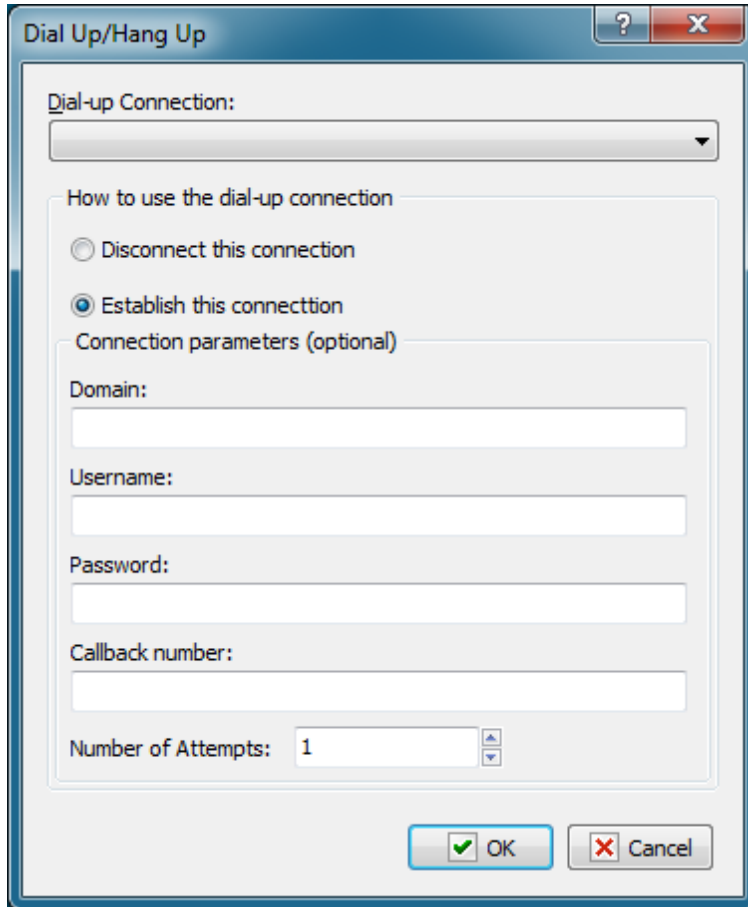 Dial Up/Hang Up
?
Dial-up Connection:
How to use the dial-up connection
Disconnect this connection
Establish this connecttion
Connection parameters (optional)
Domain:
Username:
Password:
Callback number:
Number of Attempts: 1
OK Cancel